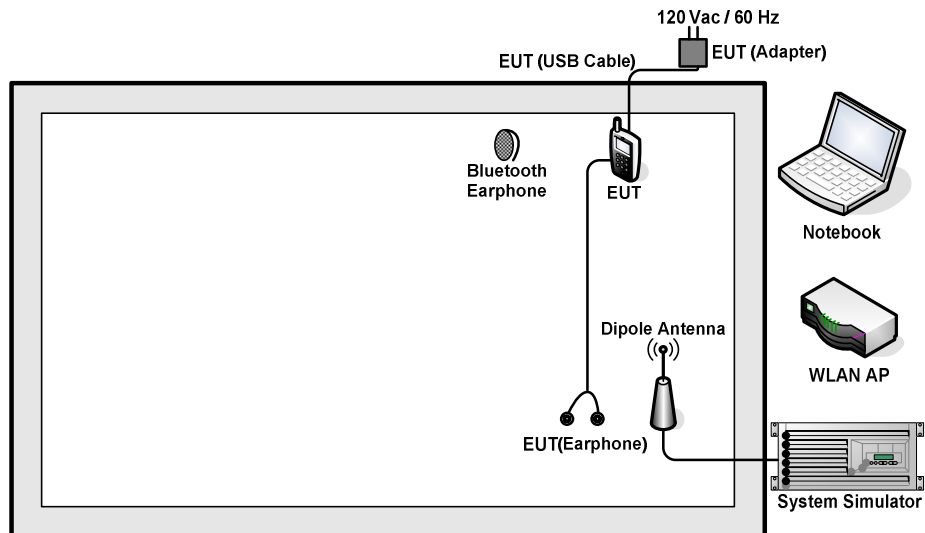 120 Vac / 60 Hz
EUT (Adapter)
EUT (USB Cable)
Bluetooth
Earphone
EUT
Notebook
Dipole Antenna
WLAN AP
EUT(Earphone)
System Simulator